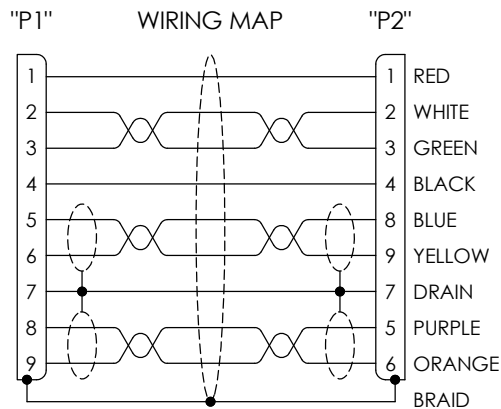 "P1" WIRING MAP "P2"
1 1 RED
2 2 WHITE
3 3 GREEN
4 4 BLACK
5 8 BLUE
6 9 YELLOW
7 7 DRAIN
8 5 PURPLE
9 6 ORANGE
BRAID